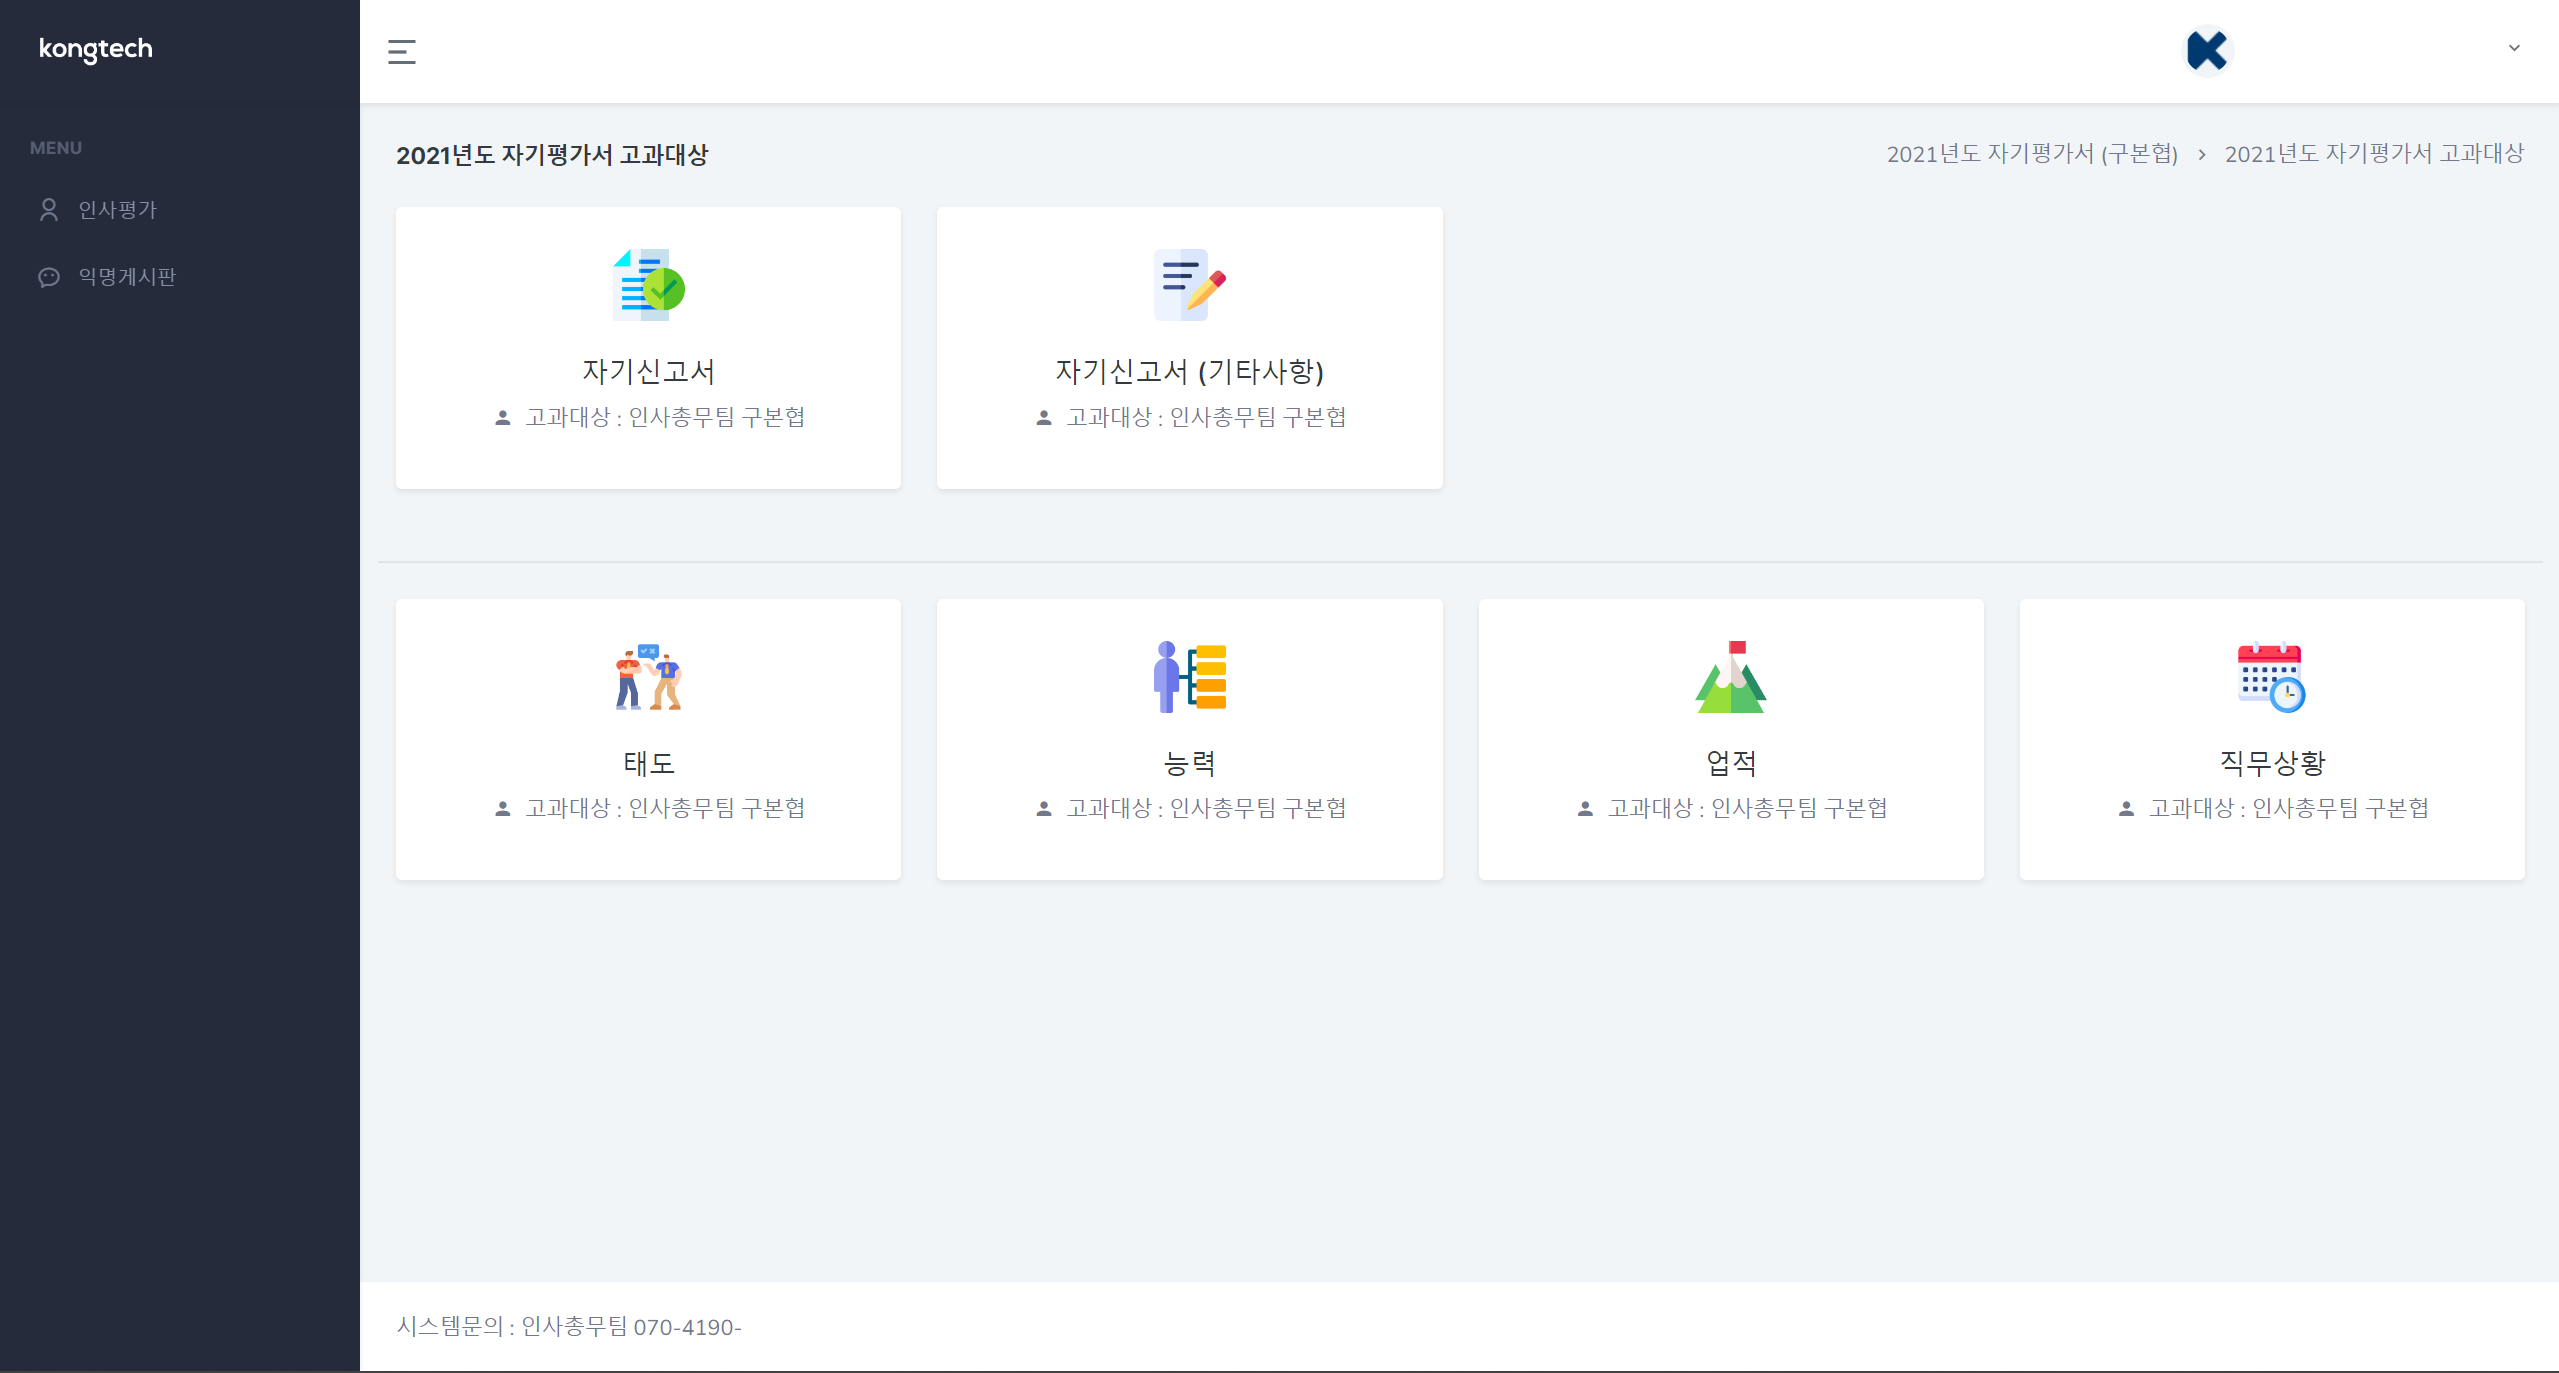 kongtech
MENU
인사평가
익명게시판
2021년도 자기평가서 고과대상
2021년도 자기평가서 (구본협) › 2021년도 자기평가서 고과대상
자기신고서
고과대상 : 인사총무팀 구본협
자기신고서 (기타사항)
고과대상 : 인사총무팀 구본협
태도
고과대상 : 인사총무팀 구본협
능력
고과대상 : 인사총무팀 구본협
업적
고과대상 : 인사총무팀 구본협
직무상황
고과대상 : 인사총무팀 구본협
시스템문의 : 인사총무팀 070-4190-